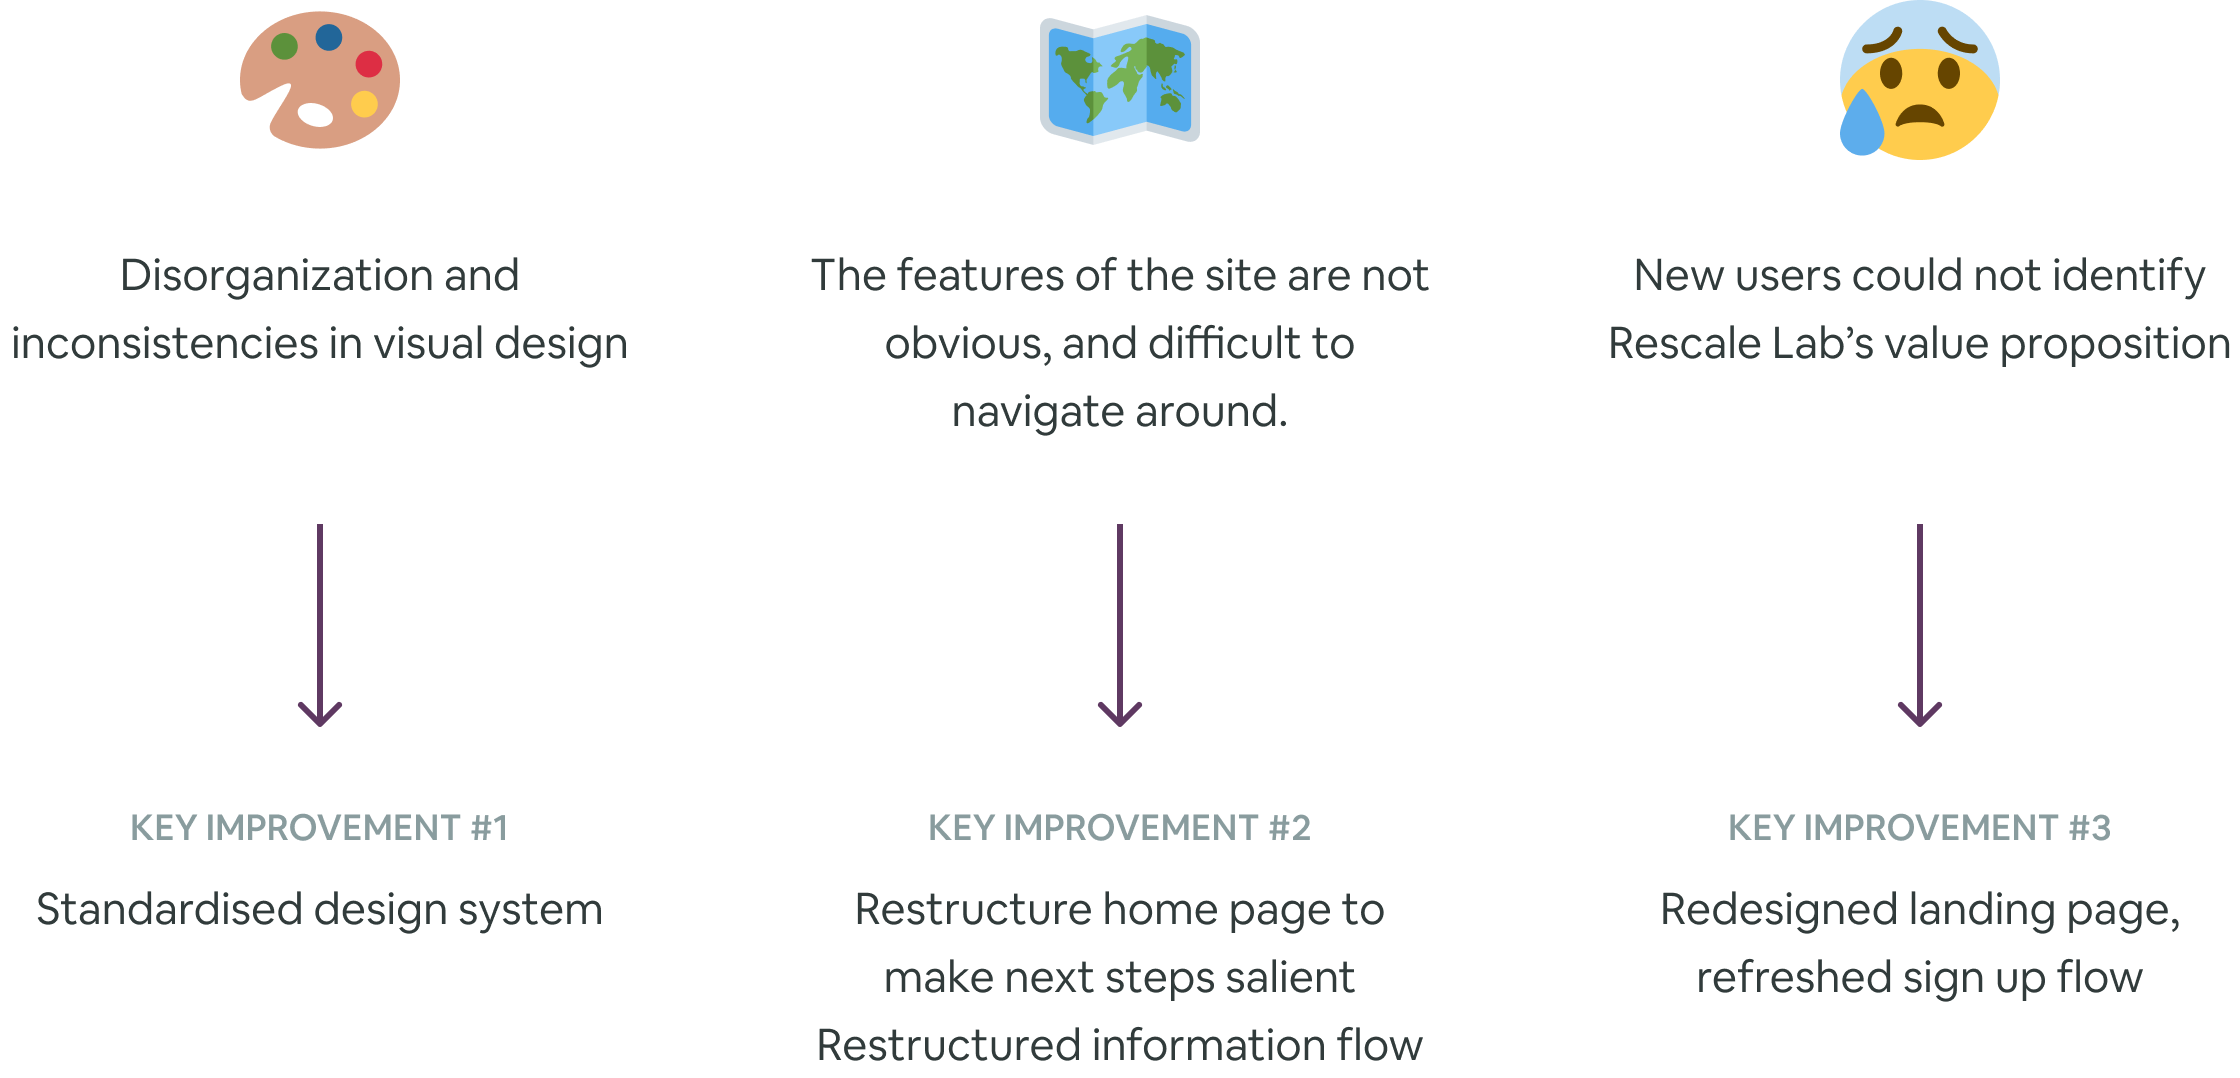 Disorganization and
inconsistencies in visual design
The features of the site are not
obvious, and difficult to
navigate around.
New users could not identify
Rescale Lab’s value proposition
KEY IMPROVEMENT #1
Standardised design system
KEY IMPROVEMENT #2
Restructure home page to
make next steps salient
Restructured information flow
KEY IMPROVEMENT #3
Redesigned landing page,
refreshed sign up flow